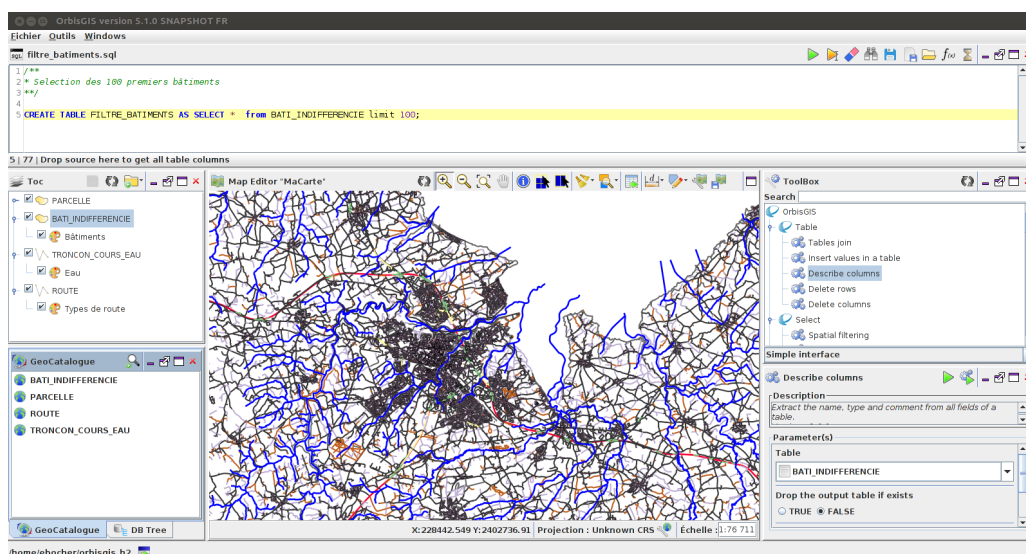 OrbisGIS version 5.1.0 SNAPSHOT FR
Fichier Outils Windows
SQL filtre_batiments.sql
f(x)
1 /**
2 * Selection des 100 premiers bâtiments
3 **/
4
5 CREATE TABLE FILTRE_BATIMENTS AS SELECT * from BATI_INDIFFERENCIE limit 100;
5 | 77 | Drop source here to get all table columns
Toc
PARCELLE
BATI_INDIFFERENCIE
Bâtiments
TRONCON_COURS_EAU
Eau
ROUTE
Types de route
GeoCatalogue
BATI_INDIFFERENCIE
PARCELLE
ROUTE
TRONCON_COURS_EAU
GeoCatalogue DB Tree
Map Editor "MaCarte"
X:228442.549 Y:2402736.91 Projection : Unknown CRS Échelle : 1:76 711
ToolBox
Search
OrbisGIS
Table
Tables join
Insert values in a table
Describe columns
Delete rows
Delete columns
Select
Spatial filtering
Simple interface
Describe columns
Description
Extract the name, type and comment from all fields of a
table.
Parameter(s)
Table
BATI_INDIFFERENCIE
Drop the output table if exists
TRUE FALSE
/home/ebocher/orbisgis_h2